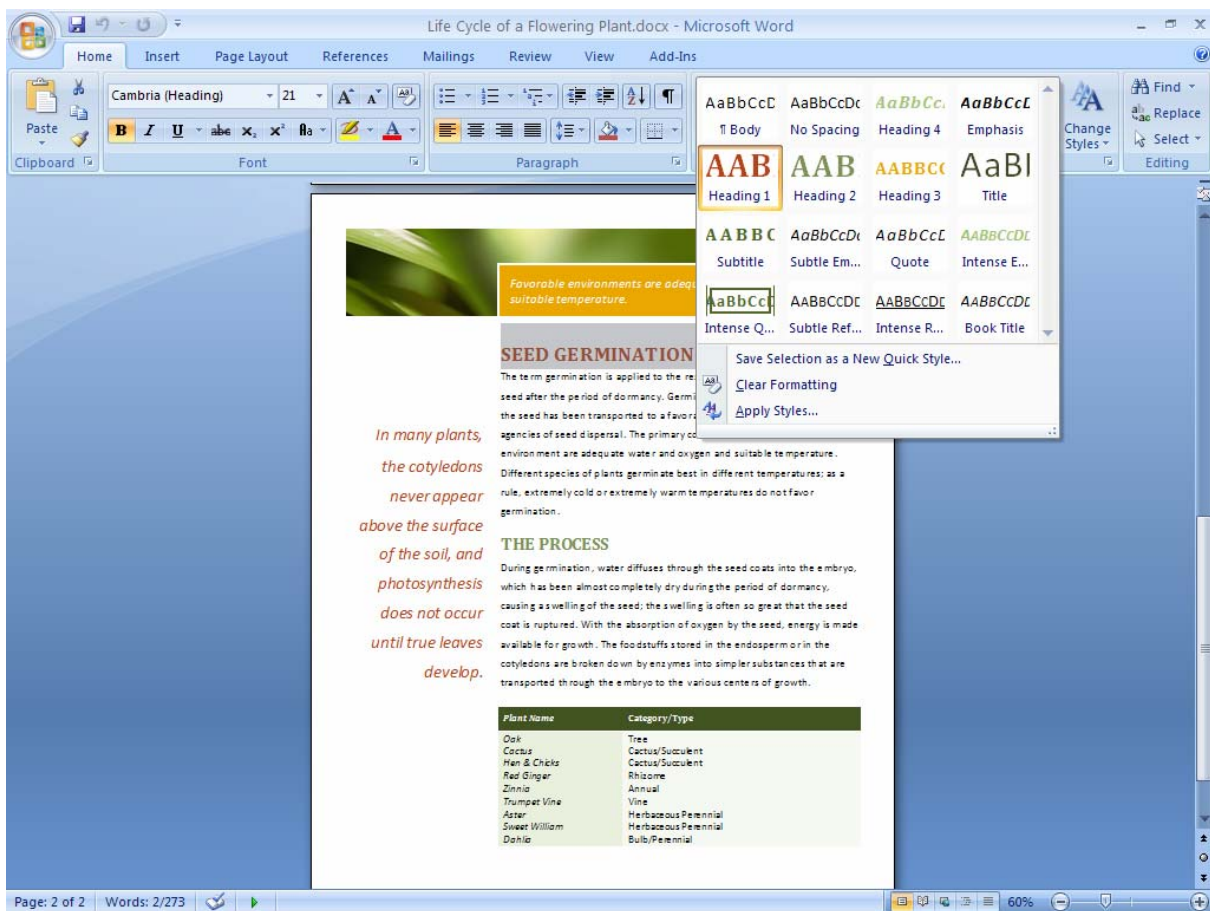 Life Cycle of a Flowering Plant.docx - Microsoft Word
Home Insert Page Layout References Mailings Review View Add-Ins
Cambria (Heading) 21
Paste
B I U abc x₂ x² Aa
Clipboard Font Paragraph
AaBbCcD AaBbCcDc AaBbCc AaBbCcL
¶ Body No Spacing Heading 4 Emphasis
AAB AAB AABBC AaBl
Heading 1 Heading 2 Heading 3 Title
AABBC AaBbCcDc AaBbCcL AABBCCDL
Subtitle Subtle Em... Quote Intense E...
AaBbCcD AABBCCDE AABBCCDE AABBCCDE
Intense Q... Subtle Ref... Intense R... Book Title
Save Selection as a New Quick Style...
Clear Formatting
Apply Styles...
Change Styles
Find
Replace
Select
Editing
Favorable environments are
suitable temperature.
SEED GERMINATION
The term germination is applied to the
seed after the period of dormancy.
the seed has been transported to a
agencies of seed dispersal. The primary
environment are adequate water and oxygen and suitable temperature.
Different species of plants germinate best in different temperatures; as a
rule, extremely cold or extremely warm temperatures do not favor
germination.
In many plants,
the cotyledons
never appear
above the surface
of the soil, and
photosynthesis
does not occur
until true leaves
develop.
THE PROCESS
During germination, water diffuses through the seed coats into the embryo,
which has been almost completely dry during the period of dormancy,
causing a swelling of the seed; the swelling is often so great that the seed
coat is ruptured. With the absorption of oxygen by the seed, energy is made
available for growth. The foodstuffs stored in the endosperm or in the
cotyledons are broken down by enzymes into simpler substances that are
transported through the embryo to the various centers of growth.
Plant Name Category/Type
Oak Tree
Cactus Cactus/Succulent
Hen & Chicks Cactus/Succulent
Red Ginger Rhizome
Zinnia Annual
Trumpet Vine Vine
Aster Herbaceous Perennial
Sweet William Herbaceous Perennial
Dahlia Bulb/Perennial
Page: 2 of 2 Words: 2/273 60%